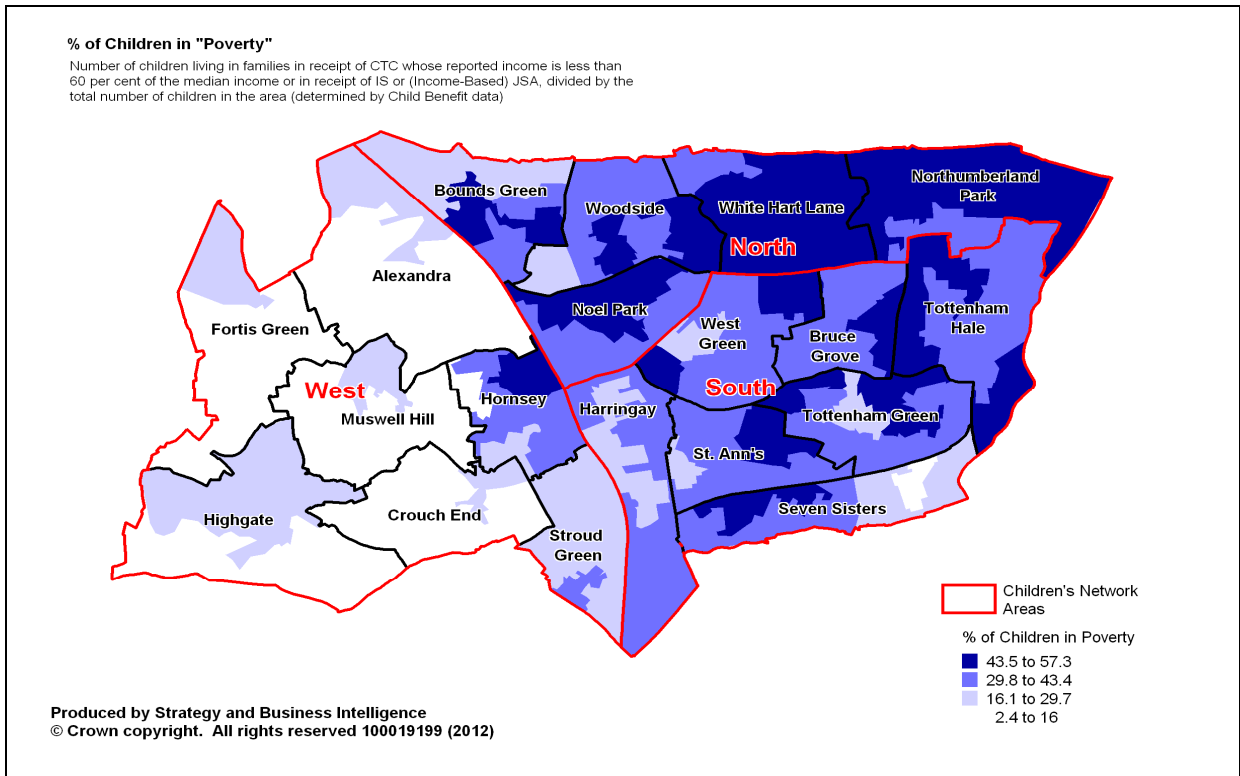 % of Children in "Poverty"
Number of children living in families in receipt of CTC whose reported income is less than
60 per cent of the median income or in receipt of IS or (Income-Based) JSA, divided by the
total number of children in the area (determined by Child Benefit data)
Northumberland
Park
Bounds Green
Woodside
White Hart Lane
North
Alexandra
Noel Park
Tottenham
Hale
Fortis Green
West
Green
Bruce
Grove
West
South
Hornsey
Harringay
Muswell Hill
Tottenham Green
St. Ann's
Highgate
Crouch End
Seven Sisters
Stroud
Green
Children's Network
Areas
% of Children in Poverty
43.5 to 57.3
29.8 to 43.4
16.1 to 29.7
2.4 to 16
Produced by Strategy and Business Intelligence
© Crown copyright. All rights reserved 100019199 (2012)